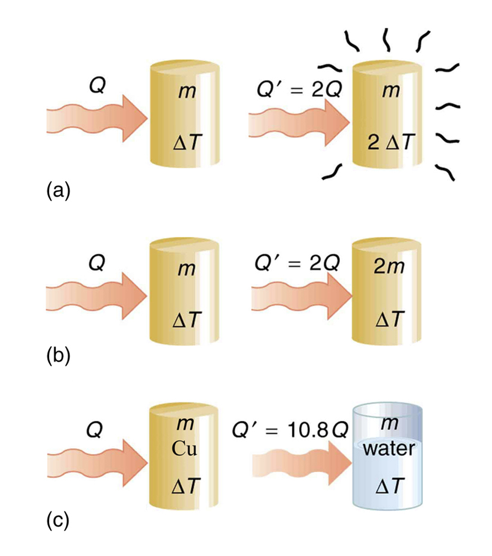 Q Q′ = 2Q
m m
ΔT 2 ΔT
(a)
Q Q′ = 2Q
m 2m
ΔT ΔT
(b)
Q Q′ = 10.8Q
m m
Cu water
ΔT ΔT
(c)